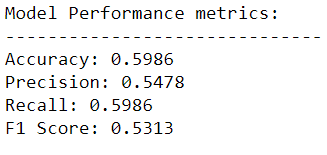 Model Performance metrics:
------------------------------
Accuracy: 0.5986
Precision: 0.5478
Recall: 0.5986
F1 Score: 0.5313